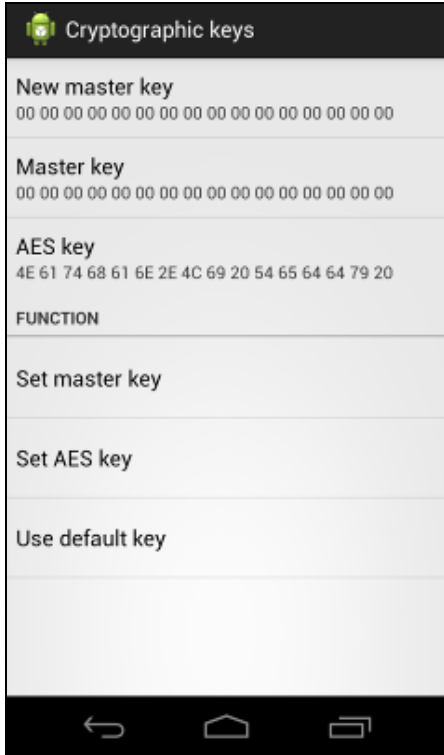 Cryptographic keys
New master key
00 00 00 00 00 00 00 00 00 00 00 00 00 00 00 00
Master key
00 00 00 00 00 00 00 00 00 00 00 00 00 00 00 00
AES key
4E 61 74 68 61 6E 2E 4C 69 20 54 65 64 64 79 20
FUNCTION
Set master key
Set AES key
Use default key